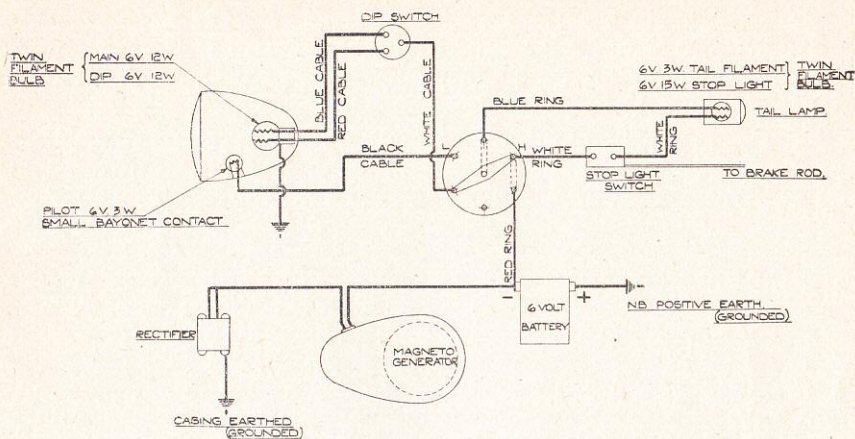 DIP SWITCH
TWIN
FILAMENT
BULB
MAIN 6V 12W
DIP 6V 12W
BLUE CABLE
RED CABLE
WHITE CABLE
6V 3W. TAIL FILAMENT
6V 15W STOP LIGHT
TWIN
FILAMENT
BULB.
BLUE RING
TAIL LAMP
WHITE
RING
BLACK
CABLE
L
H
WHITE
RING
STOP LIGHT
SWITCH
TO BRAKE ROD.
PILOT 6V 3W
SMALL BAYONET CONTACT
RED RING
- +
6 VOLT
BATTERY
N.B. POSITIVE EARTH.
(GROUNDED)
RECTIFIER
MAGNETO
GENERATOR
CASING EARTHED
(GROUNDED)